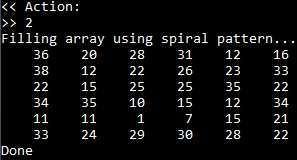 << Action:
>> 2
Filling array using spiral pattern...
36 20 28 31 12 16
38 12 22 26 23 33
22 15 25 25 35 22
34 35 10 15 12 34
11 11 1 7 15 21
33 24 29 30 28 22
Done